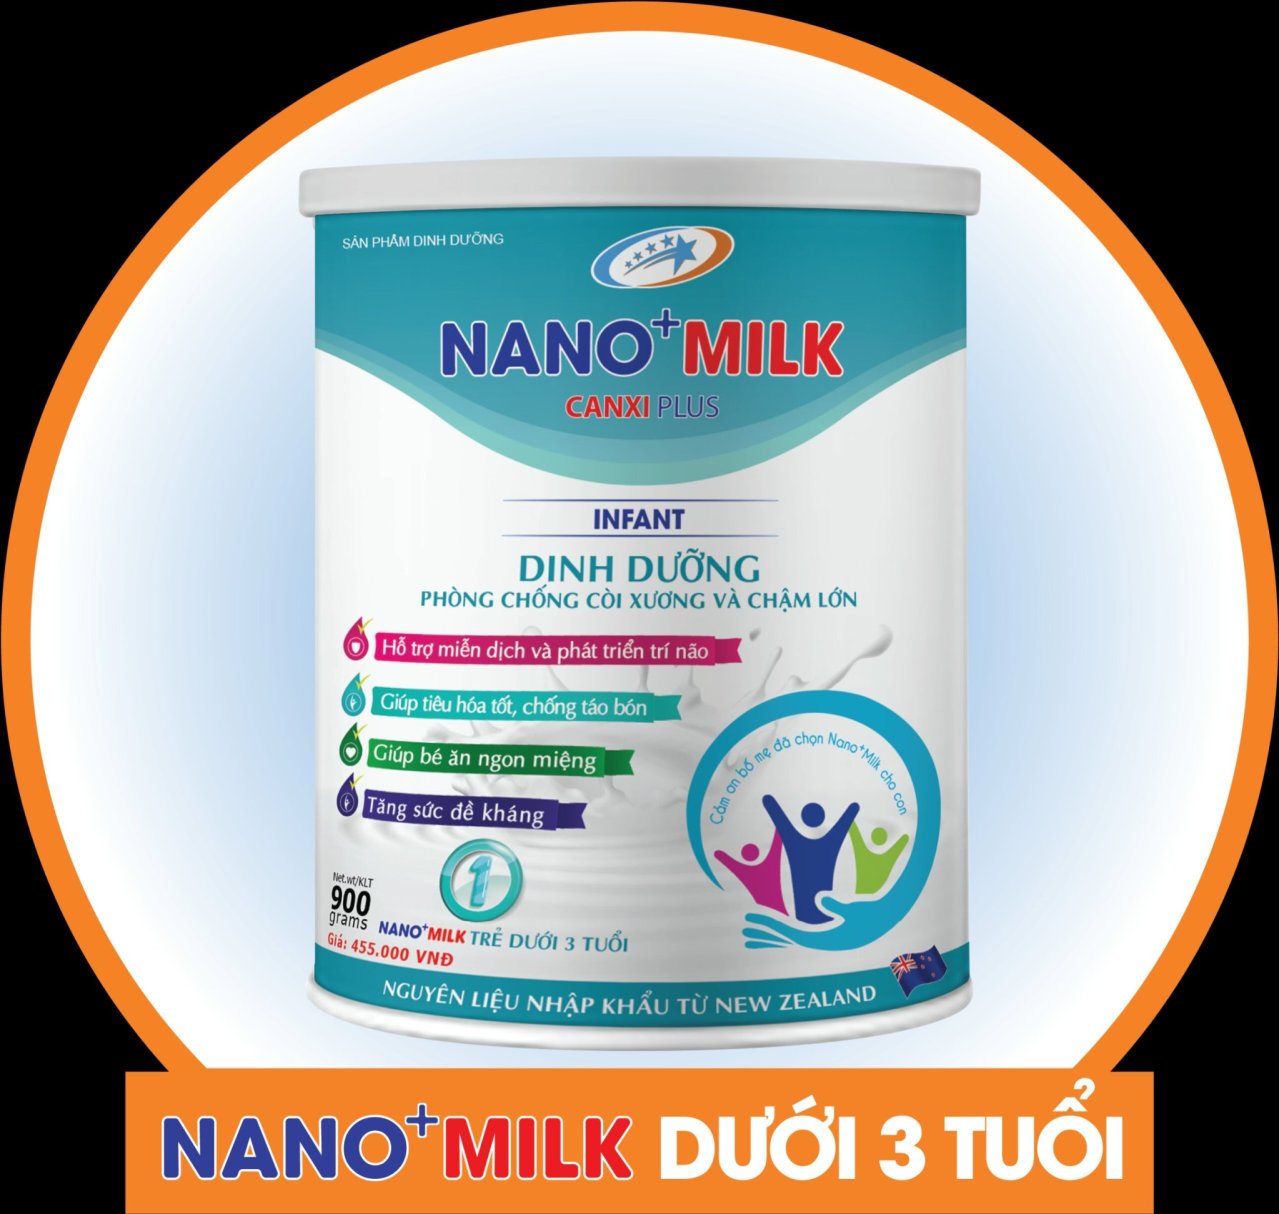 SẢN PHẨM DINH DƯỠNG
NANO+MILK
CANXI PLUS
INFANT
DINH DƯỠNG
PHÒNG CHỐNG CÒI XƯƠNG VÀ CHẬM LỚN
Hỗ trợ miễn dịch và phát triển trí não
Giúp tiêu hóa tốt, chống táo bón
Giúp bé ăn ngon miệng
Tăng sức đề kháng
Cảm ơn bố mẹ đã chọn Nano+Milk cho con
1
Net.wt/KLT
900
grams
NANO+MILK TRẺ DƯỚI 3 TUỔI
Giá: 455.000 VNĐ
NGUYÊN LIỆU NHẬP KHẨU TỪ NEW ZEALAND
NANO+MILK DƯỚI 3 TUỔI